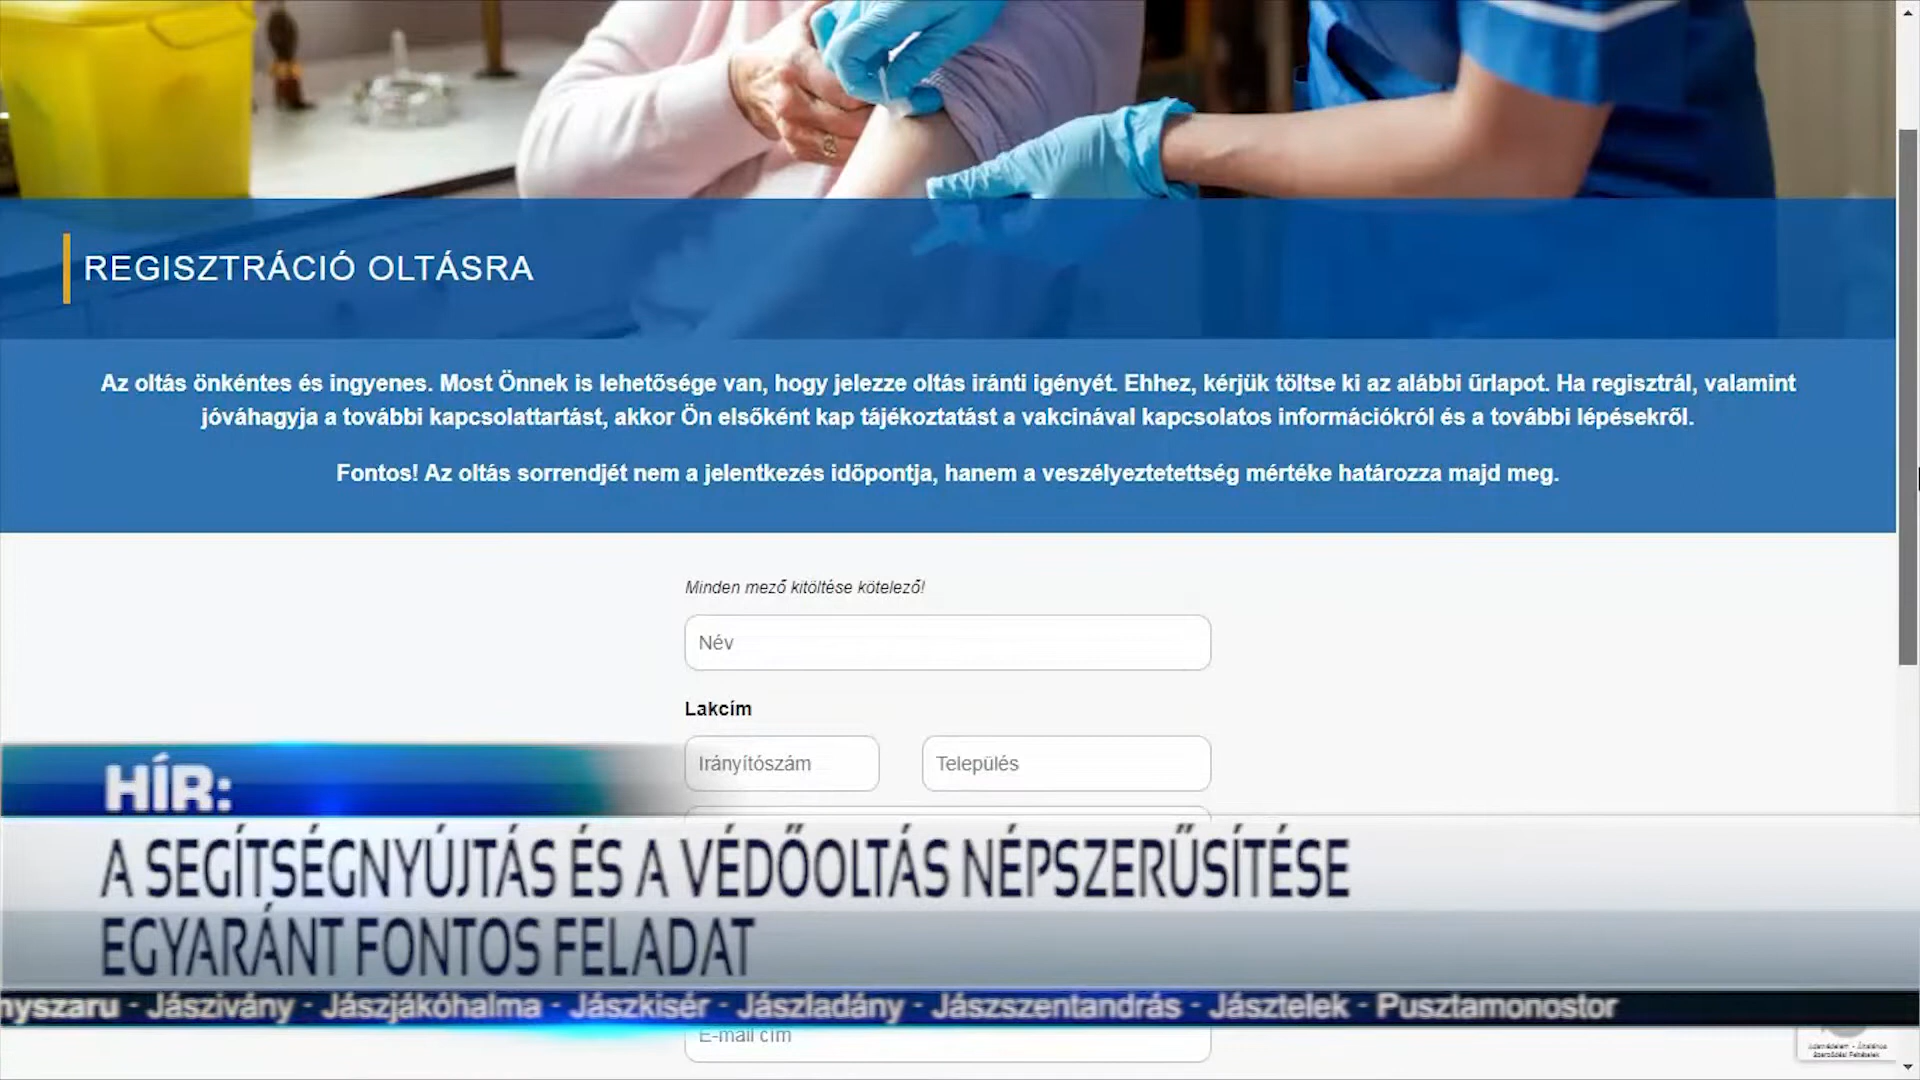 REGISZTRÁCIÓ OLTÁSRA
Az oltás önkéntes és ingyenes. Most Önnek is lehetősége van, hogy jelezze oltás iránti igényét. Ehhez, kérjük töltse ki az alábbi űrlapot. Ha regisztrál, valamint
jóváhagyja a további kapcsolattartást, akkor Ön elsőként kap tájékoztatást a vakcinával kapcsolatos információkról és a további lépésekről.
Fontos! Az oltás sorrendjét nem a jelentkezés időpontja, hanem a veszélyeztetettség mértéke határozza majd meg.
Minden mező kitöltése kötelező!
Név
Lakcím
Irányítószám Település
HÍR:
A SEGÍTSÉGNYÚJTÁS ÉS A VÉDŐOLTÁS NÉPSZERŰSÍTÉSE
EGYARÁNT FONTOS FELADAT
nyszaru - Jászivány - Jászjákóhalma - Jászkisér - Jászladány - Jászszentandrás - Jásztelek - Pusztamonostor
E-mail cím